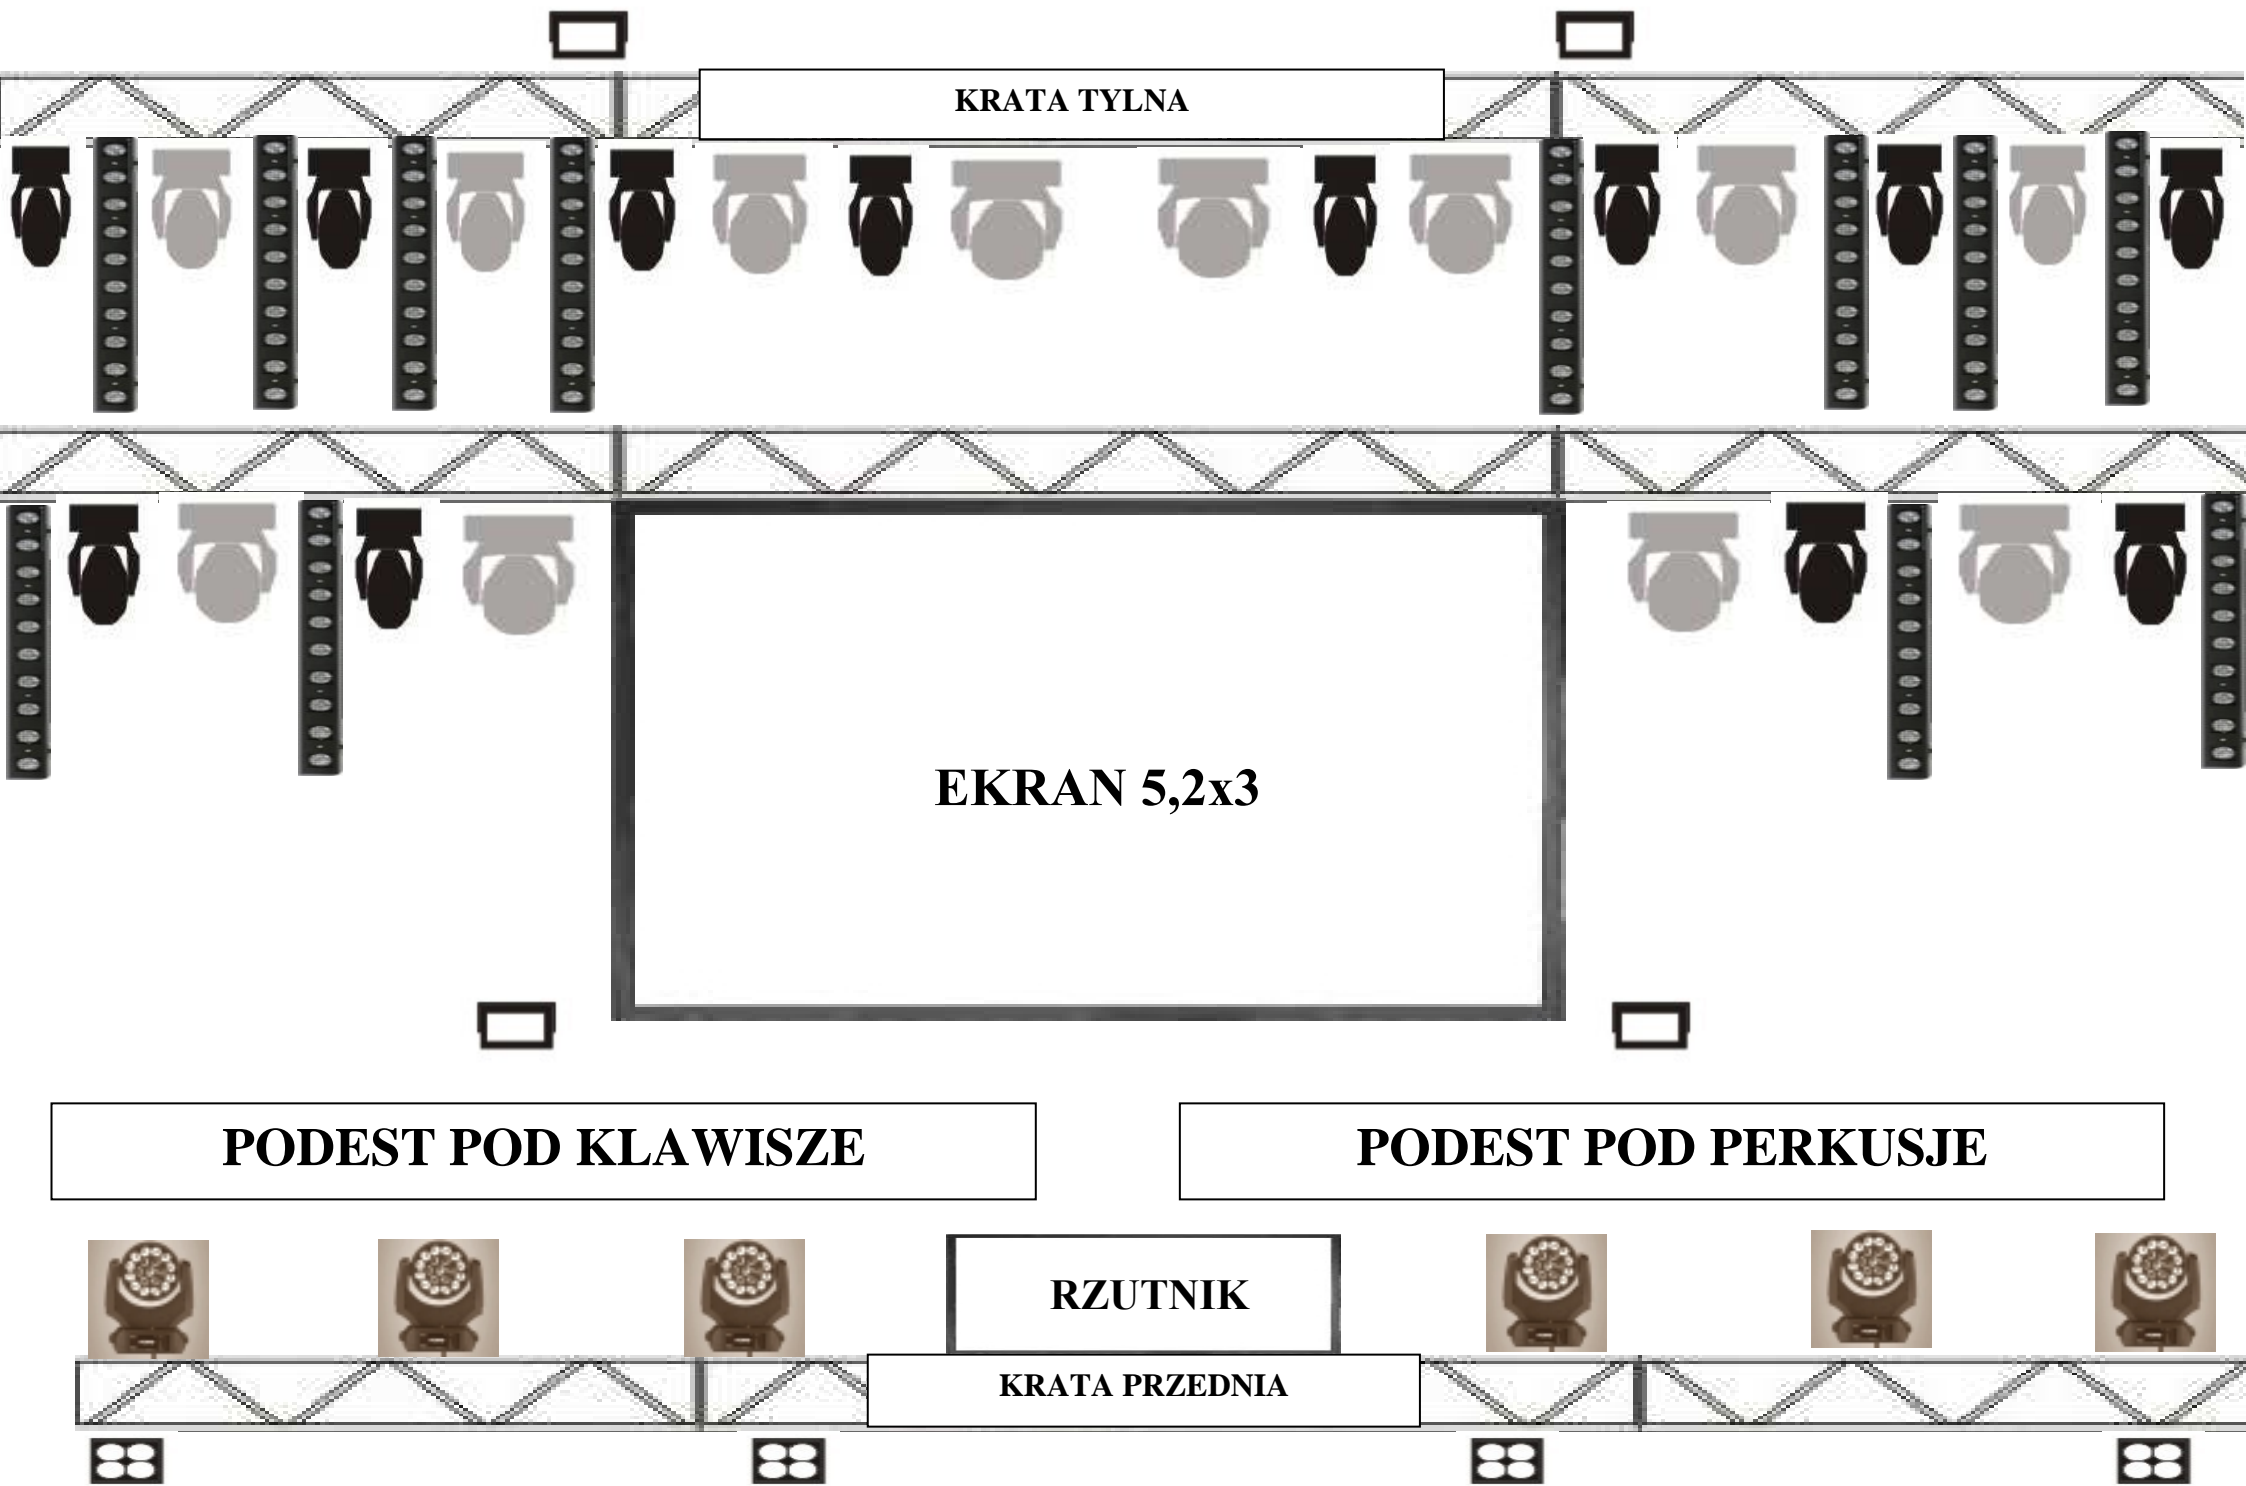 KRATA TYLNA
EKRAN 5,2x3
PODEST POD KLAWISZE
PODEST POD PERKUSJE
RZUTNIK
KRATA PRZEDNIA